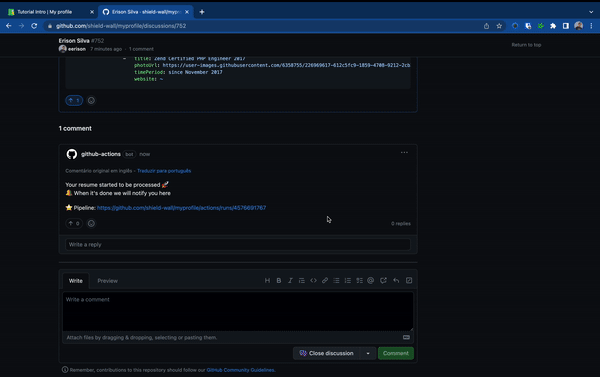 Tutorial Intro | My profile
Erison Silva · shield-wall/myp
github.com/shield-wall/myprofile/discussions/752
Erison Silva #752
eerison 7 minutes ago · 1 comment
Return to top
title: Zend Certified PHP Engineer 2017
photoUrl: https://user-images.githubusercontent.com/6358755/226969617-612c5fc9-1859-4780-9212-2cb
timePeriod: since November 2017
website: ~
1
1 comment
github-actions bot now
Comentário original em inglês - Traduzir para português
Your resume started to be processed 🚀
🔔 When it's done we will notify you here
⭐ Pipeline: https://github.com/shield-wall/myprofile/actions/runs/4576691767
0
0 replies
Write a reply
Write Preview
Write a comment
Attach files by dragging & dropping, selecting or pasting them.
Close discussion
Comment
Remember, contributions to this repository should follow our GitHub Community Guidelines.